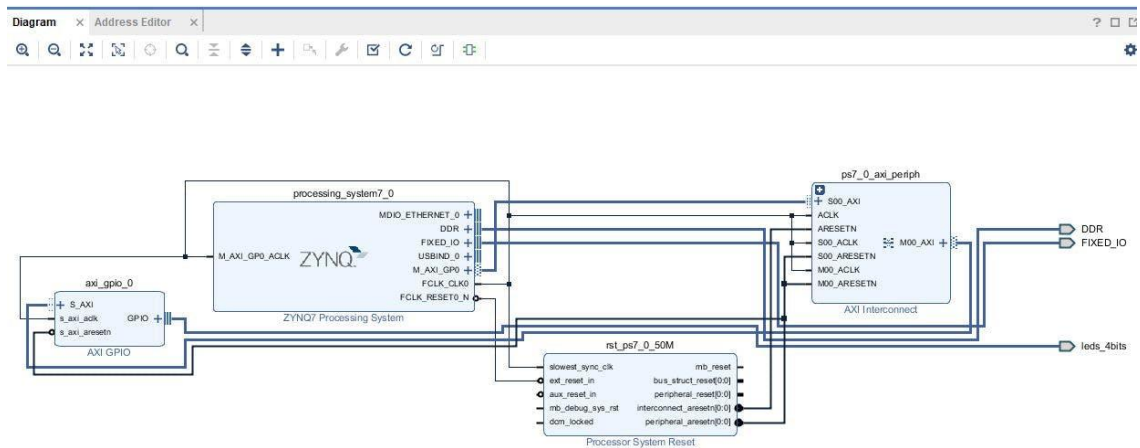 Diagram × Address Editor × ? 
ps7_0_axi_periph
processing_system7_0
S00_AXI
ACLK
ARESETN
S00_ACLK
S00_ARESETN
M00_ACLK
M00_ARESETN
M00_AXI
AXI Interconnect
MDIO_ETHERNET_0
DDR
FIXED_IO
USBIND_0
M_AXI_GP0
FCLK_CLK0
FCLK_RESET0_N
M_AXI_GP0_ACLK
ZYNQ
ZYNQ7 Processing System
DDR
FIXED_IO
axi_gpio_0
S_AXI
s_axi_aclk
s_axi_aresetn
GPIO
AXI GPIO
leds_4bits
rst_ps7_0_50M
slowest_sync_clk
ext_reset_in
aux_reset_in
mb_debug_sys_rst
dcm_locked
mb_reset
bus_struct_reset[0:0]
peripheral_reset[0:0]
interconnect_aresetn[0:0]
peripheral_aresetn[0:0]
Processor System Reset